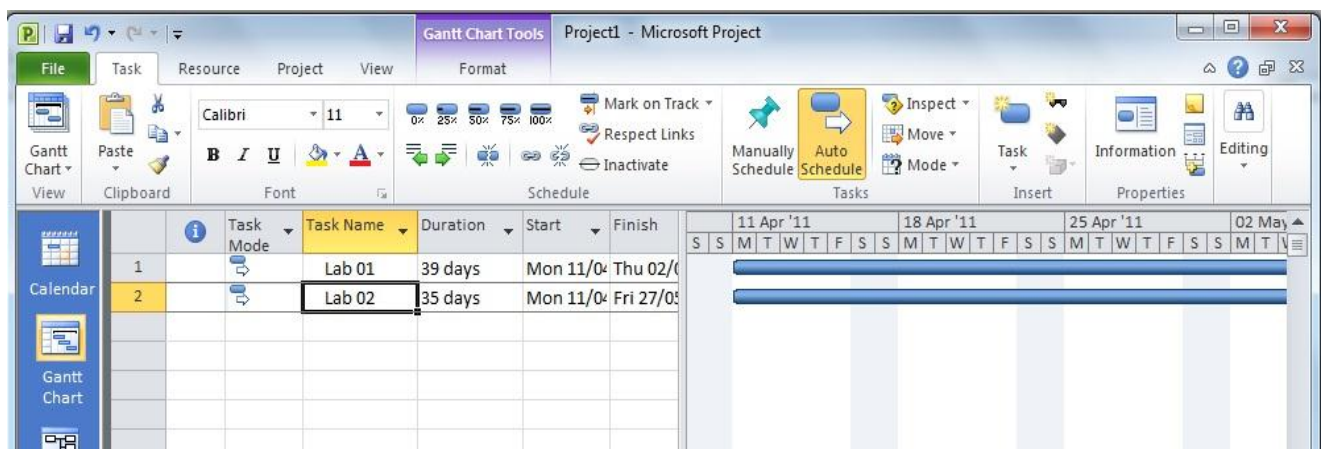 Gantt Chart Tools Project1 - Microsoft Project
File Task Resource Project View Format
Calibri 11 0% 25% 50% 75% 100% Mark on Track Inspect
Respect Links Move
Gantt Chart Paste B I U A Inactivate Manually Schedule Auto Schedule Mode Task Information Editing
View Clipboard Font Schedule Tasks Insert Properties
Task Mode Task Name Duration Start Finish 11 Apr '11 18 Apr '11 25 Apr '11 02 May
S S M T W T F S S M T W T F S S M T W T F S S M T
1 Lab 01 39 days Mon 11/04 Thu 02/0
Calendar 2 Lab 02 35 days Mon 11/04 Fri 27/05
Gantt
Chart